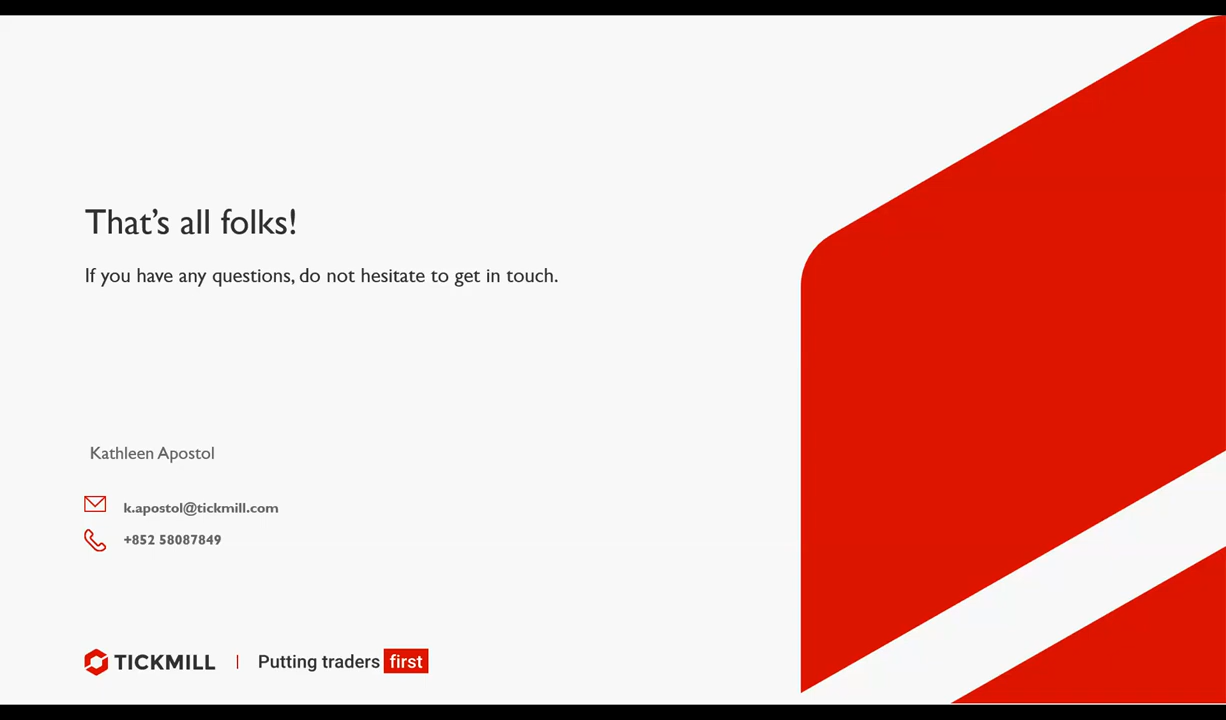 That’s all folks!
If you have any questions, do not hesitate to get in touch.
Kathleen Apostol
k.apostol@tickmill.com
+852 58087849
TICKMILL | Putting traders first